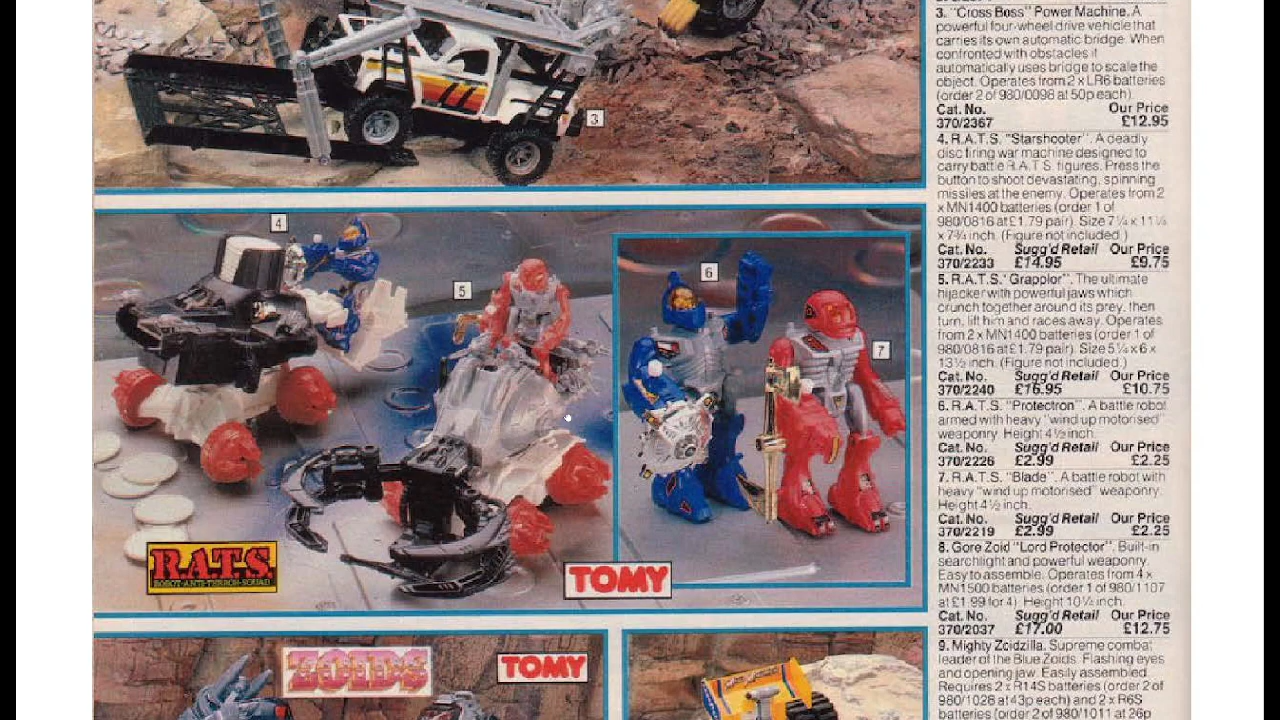 3. "Cross Boss" Power Machine. A
powerful four-wheel drive vehicle that
carries its own automatic bridge. When
confronted with obstacles it
automatically uses bridge to scale the
object. Operates from 2 x LR6 batteries
(order 2 of 980/0098 at 50p each)
Cat. No. Our Price
370/2367 £12.95
4. R.A.T.S. "Starshooter". A deadly
disc firing war machine designed to
carry battle R.A.T.S. figures. Press the
button to shoot devastating, spinning
missiles at the enemy. Operates from 2
x MN1400 batteries (order 1 of
980/0816 at £1.79 pair). Size 7¼ x 11⅛
x 7¾ inch. (Figure not included.)
Cat. No. Sugg'd Retail Our Price
370/2233 £14.95 £9.75
5. R.A.T.S. 'Grapplor". The ultimate
hijacker with powerful jaws which
crunch together around its prey, then
turn, lift him and races away. Operates
from 2 x MN1400 batteries (order 1 of
980/0816 at £1.79 pair). Size 5¼ x 6 x
13½ inch. (Figure not included.)
Cat. No. Sugg'd Retail Our Price
370/2240 £16.95 £10.75
6. R.A.T.S. "Protectron". A battle robot
armed with heavy "wind up motorised"
weaponry. Height 4½ inch.
Cat. No. Sugg'd Retail Our Price
370/2226 £2.99 £2.25
7. R.A.T.S. "Blade". A battle robot with
heavy "wind up motorised" weaponry.
Height 4½ inch.
Cat. No. Sugg'd Retail Our Price
370/2219 £2.99 £2.25
8. Gore Zoid "Lord Protector". Built-in
searchlight and powerful weaponry.
Easy to assemble. Operates from 4 x
MN1500 batteries (order 1 of 980/1107
at £1.99 for 4). Height 10¼ inch.
Cat. No. Sugg'd Retail Our Price
370/2037 £17.00 £12.75
9. Mighty Zoidzilla. Supreme combat
leader of the Blue Zoids. Flashing eyes
and opening jaw. Easily assembled.
Requires 2 x R14S batteries (order 2 of
980/1026 at 43p each) and 2 x R6S
batteries (order 2 of 980/1011 at 26p
3
4
5
6
7
R.A.T.S.
ROBOT-ANTI-TERROR-SQUAD
TOMY
ZOIDS
TOMY